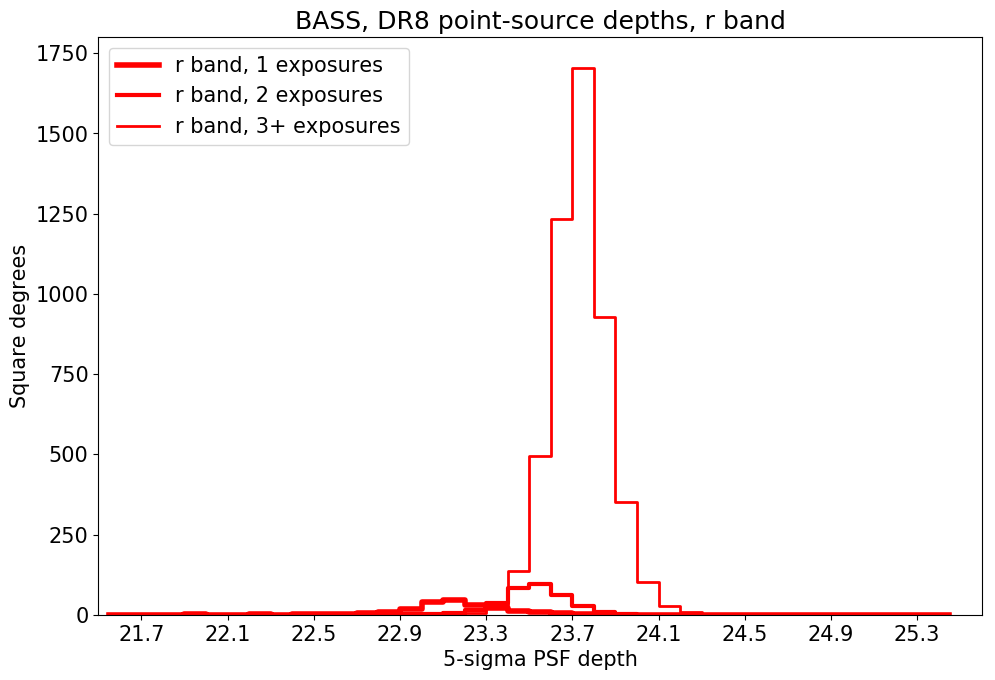 BASS, DR8 point-source depths, r band
r band, 1 exposures
r band, 2 exposures
r band, 3+ exposures
Square degrees
1750
1500
1250
1000
750
500
250
0
21.7 22.1 22.5 22.9 23.3 23.7 24.1 24.5 24.9 25.3
5-sigma PSF depth